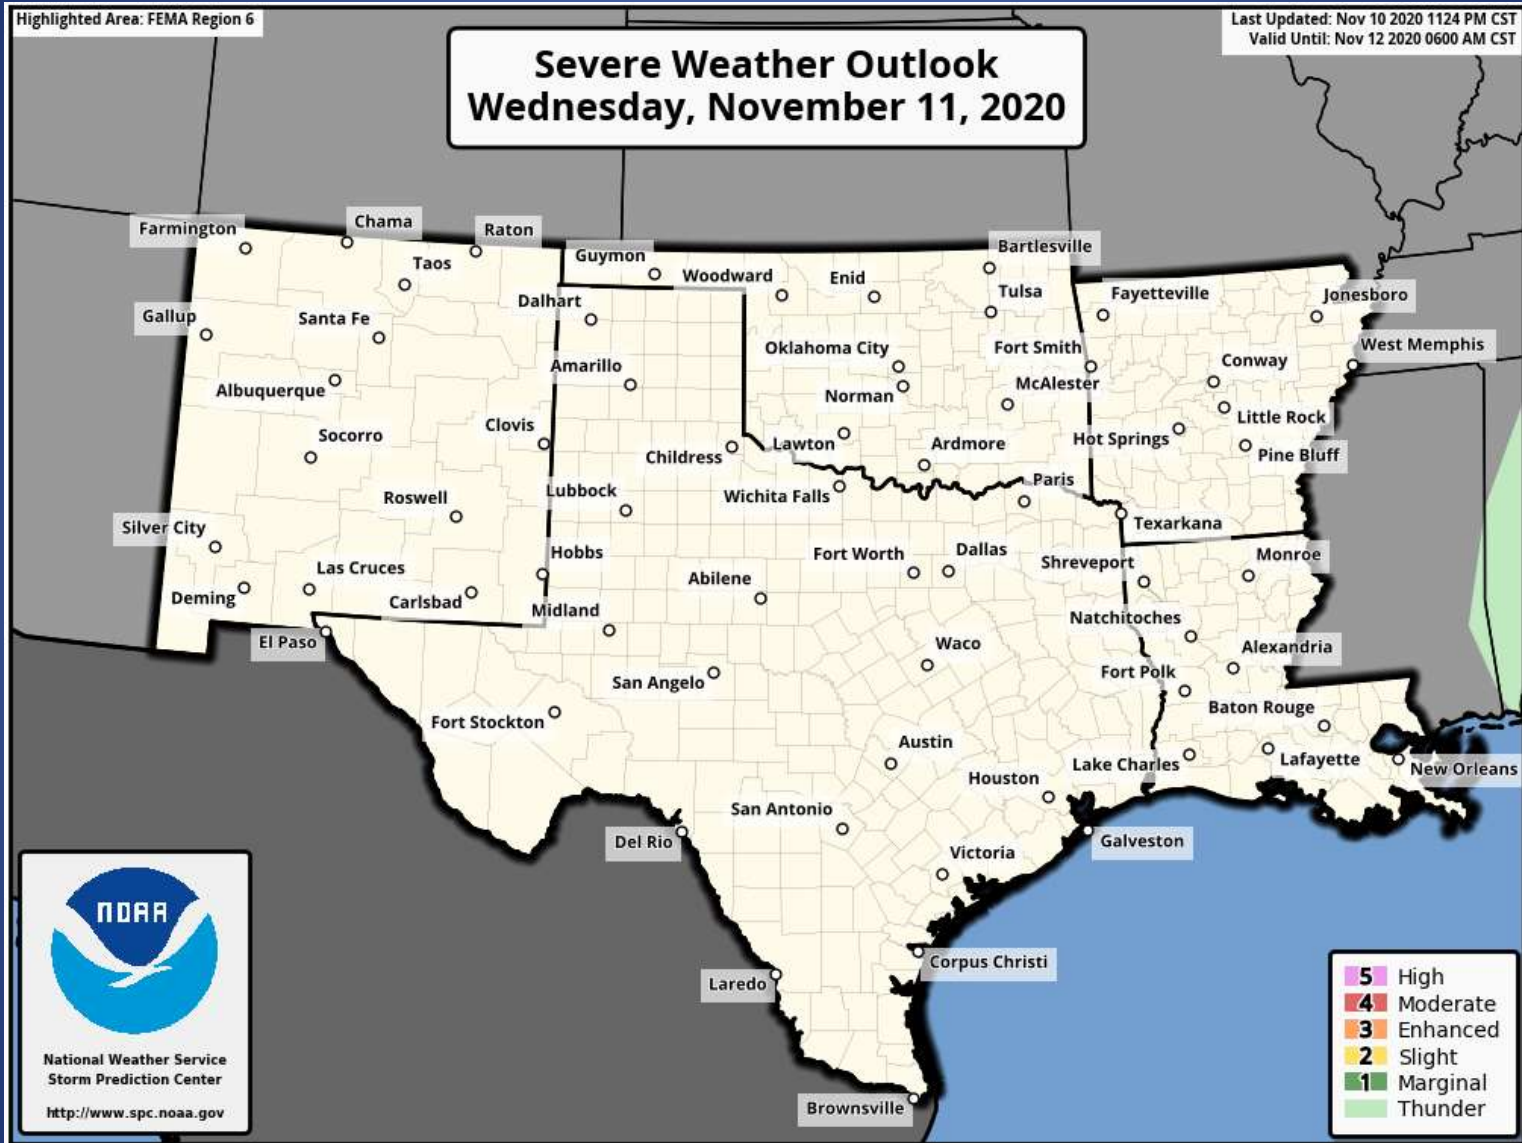 Highlighted Area: FEMA Region 6
Last Updated: Nov 10 2020 1124 PM CST
Valid Until: Nov 12 2020 0600 AM CST
Severe Weather Outlook
Wednesday, November 11, 2020
Farmington
Chama
Raton
Taos
Guymon
Woodward
Enid
Bartlesville
Tulsa
Fayetteville
Jonesboro
Gallup
Santa Fe
Dalhart
Oklahoma City
Fort Smith
West Memphis
Conway
Albuquerque
Amarillo
Norman
McAlester
Little Rock
Socorro
Clovis
Childress
Lawton
Ardmore
Hot Springs
Pine Bluff
Roswell
Lubbock
Wichita Falls
Paris
Texarkana
Silver City
Las Cruces
Hobbs
Fort Worth
Dallas
Shreveport
Monroe
Deming
Carlsbad
Midland
Abilene
Natchitoches
El Paso
Waco
Alexandria
San Angelo
Fort Polk
Fort Stockton
Baton Rouge
Austin
Houston
Lake Charles
Lafayette
New Orleans
San Antonio
Del Rio
Victoria
Galveston
Laredo
Corpus Christi
Brownsville
NOAA
National Weather Service
Storm Prediction Center
http://www.spc.noaa.gov
5 High
4 Moderate
3 Enhanced
2 Slight
1 Marginal
Thunder